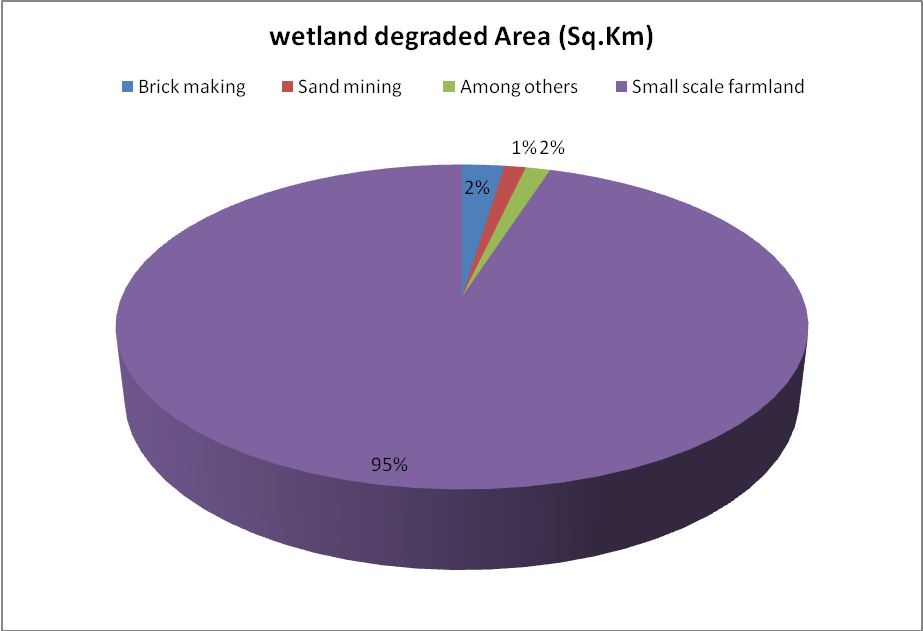 wetland degraded Area (Sq.Km)
Brick making Sand mining Among others Small scale farmland
1% 2%
2%
95%